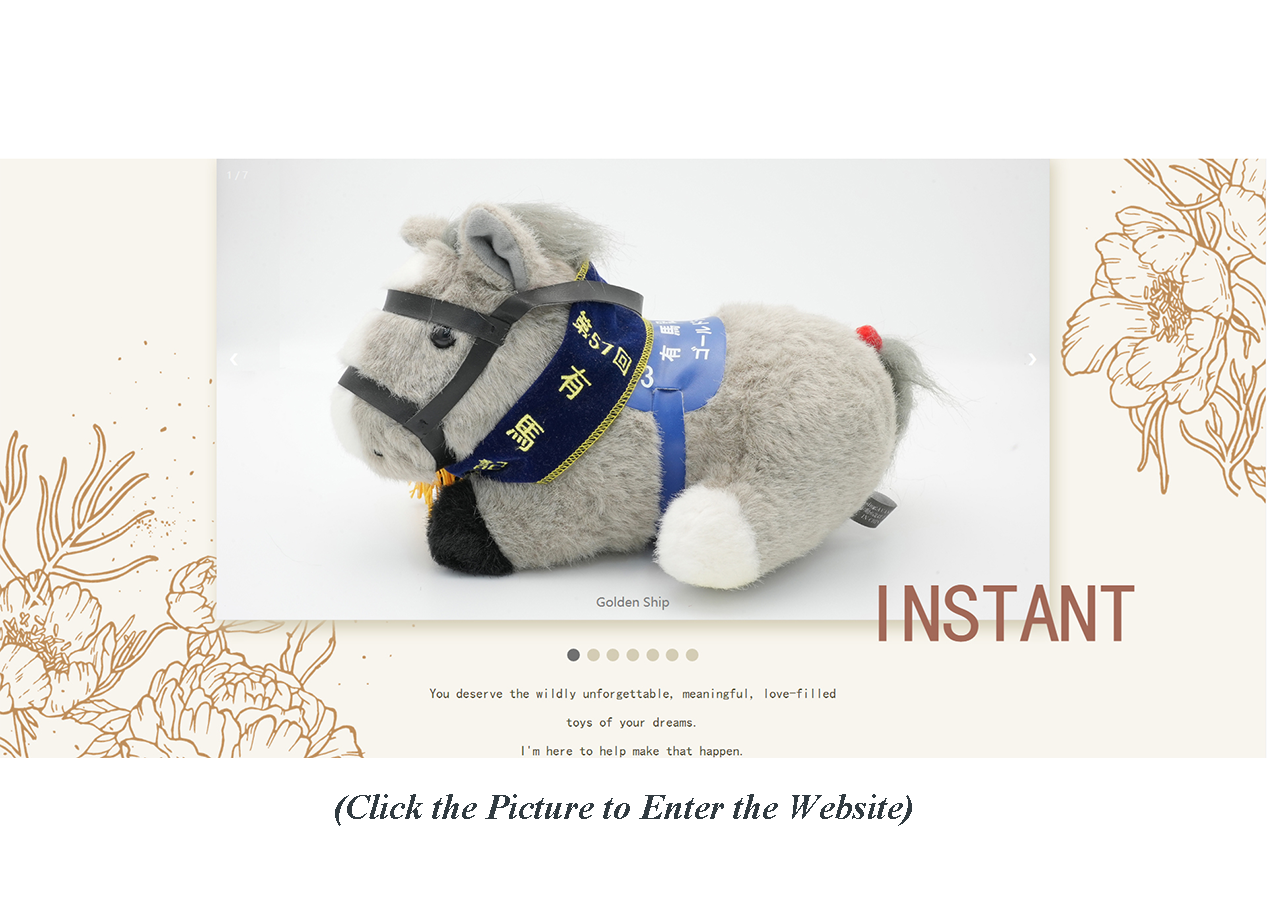 1 / 7
第57回
有
馬
有馬
ゴール
3
Golden Ship
INSTANT
You deserve the wildly unforgettable, meaningful, love-filled
toys of your dreams.
I'm here to help make that happen.
(Click the Picture to Enter the Website)